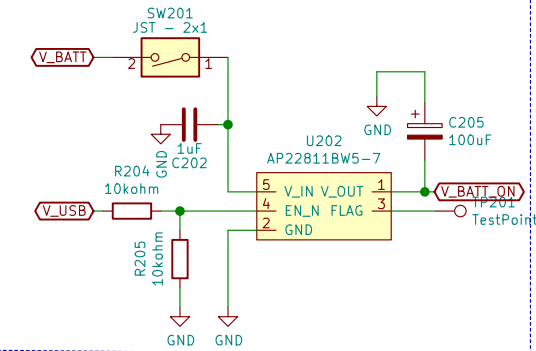 SW201
JST - 2x1
V_BATT
2
1
GND
1uF
C202
GND
+
C205
100uF
U202
AP22811BW5-7
R204
10kohm
5
V_IN
V_OUT
1
V_BATT_ON
V_USB
4
EN_N
FLAG
3
TP201
TestPoint
2
GND
R205
10kohm
GND
GND